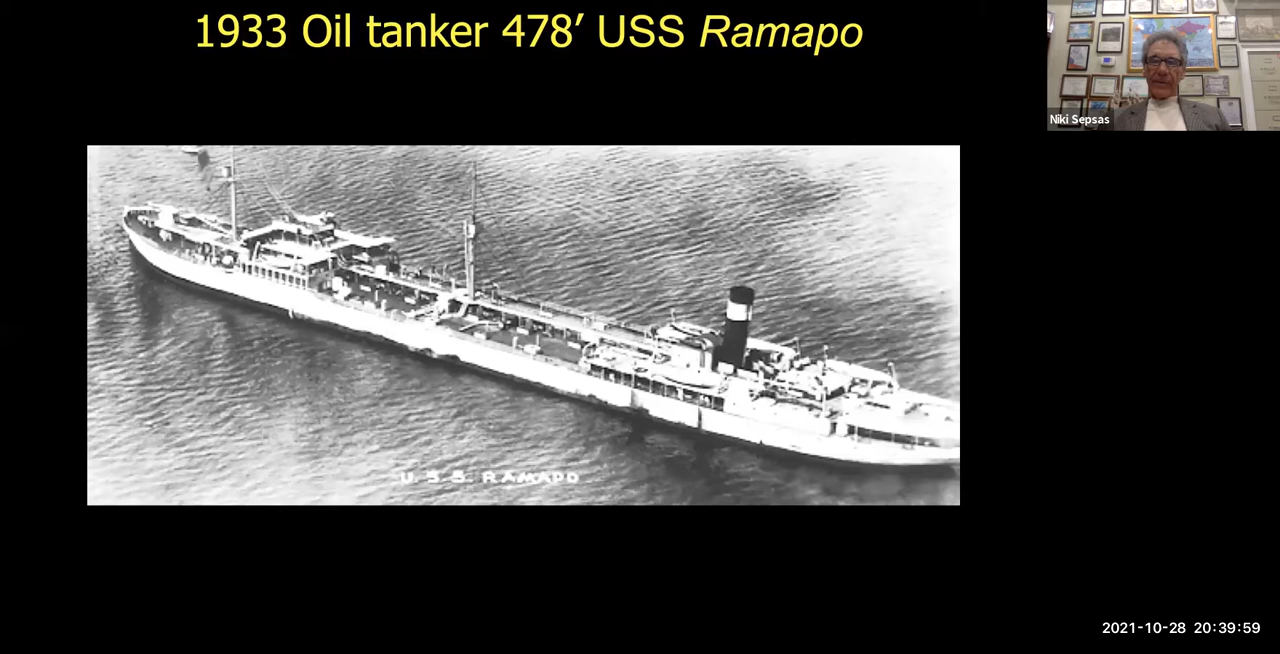 1933 Oil tanker 478’ USS Ramapo
Niki Sepsas
U. S. S. RAMAPO
2021-10-28 20:39:59